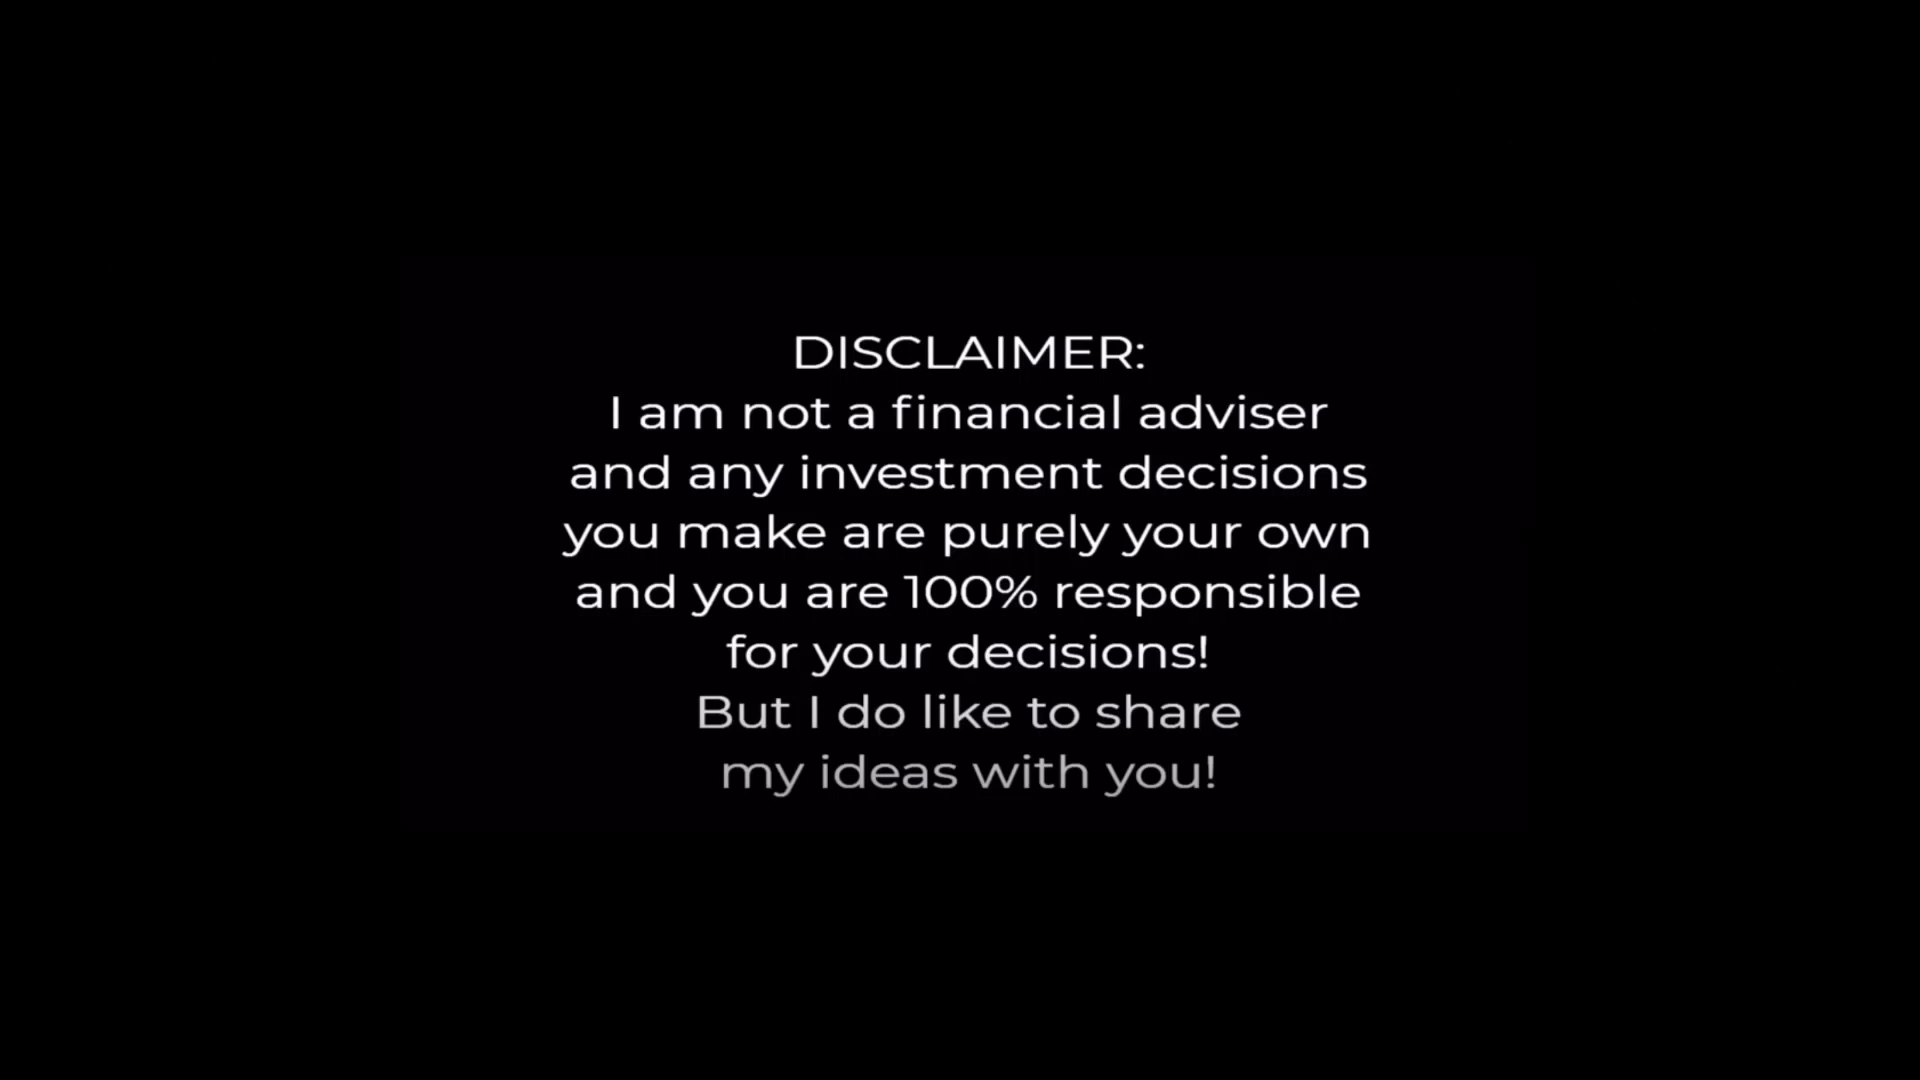 DISCLAIMER:
I am not a financial adviser
and any investment decisions
you make are purely your own
and you are 100% responsible
for your decisions!
But I do like to share
my ideas with you!